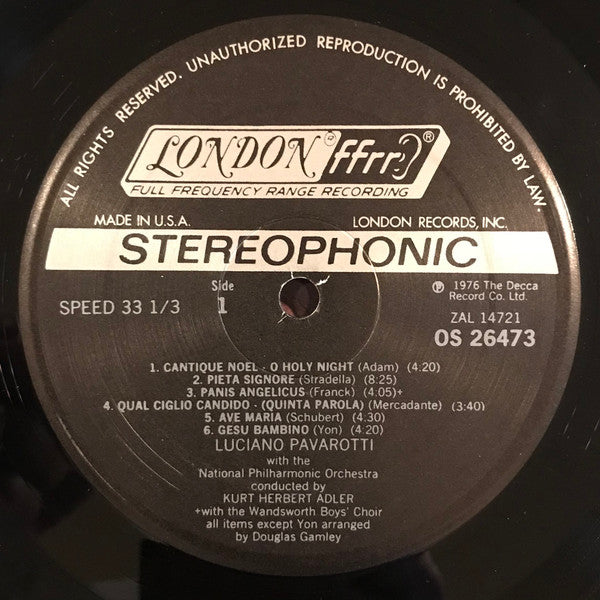 ALL RIGHTS RESERVED. UNAUTHORIZED REPRODUCTION IS PROHIBITED BY LAW.
LONDON ® ffrr ®
FULL FREQUENCY RANGE RECORDING
MADE IN U.S.A. LONDON RECORDS, INC.
STEREOPHONIC
SPEED 33 1/3
Side
1
℗ 1976 The Decca
Record Co. Ltd.
ZAL 14721
OS 26473
1. CANTIQUE NOEL - O HOLY NIGHT (Adam) (4:20)
2. PIETA SIGNORE (Stradella) (8:25)
3. PANIS ANGELICUS (Franck) (4:05)+
4. QUAL CIGLIO CANDIDO - (QUINTA PAROLA) (Mercadante) (3:40)
5. AVE MARIA (Schubert) (4:30)
6. GESU BAMBINO (Yon) (4:20)
LUCIANO PAVAROTTI
with the
National Philharmonic Orchestra
conducted by
KURT HERBERT ADLER
+with the Wandsworth Boys' Choir
all items except Yon arranged
by Douglas Gamley